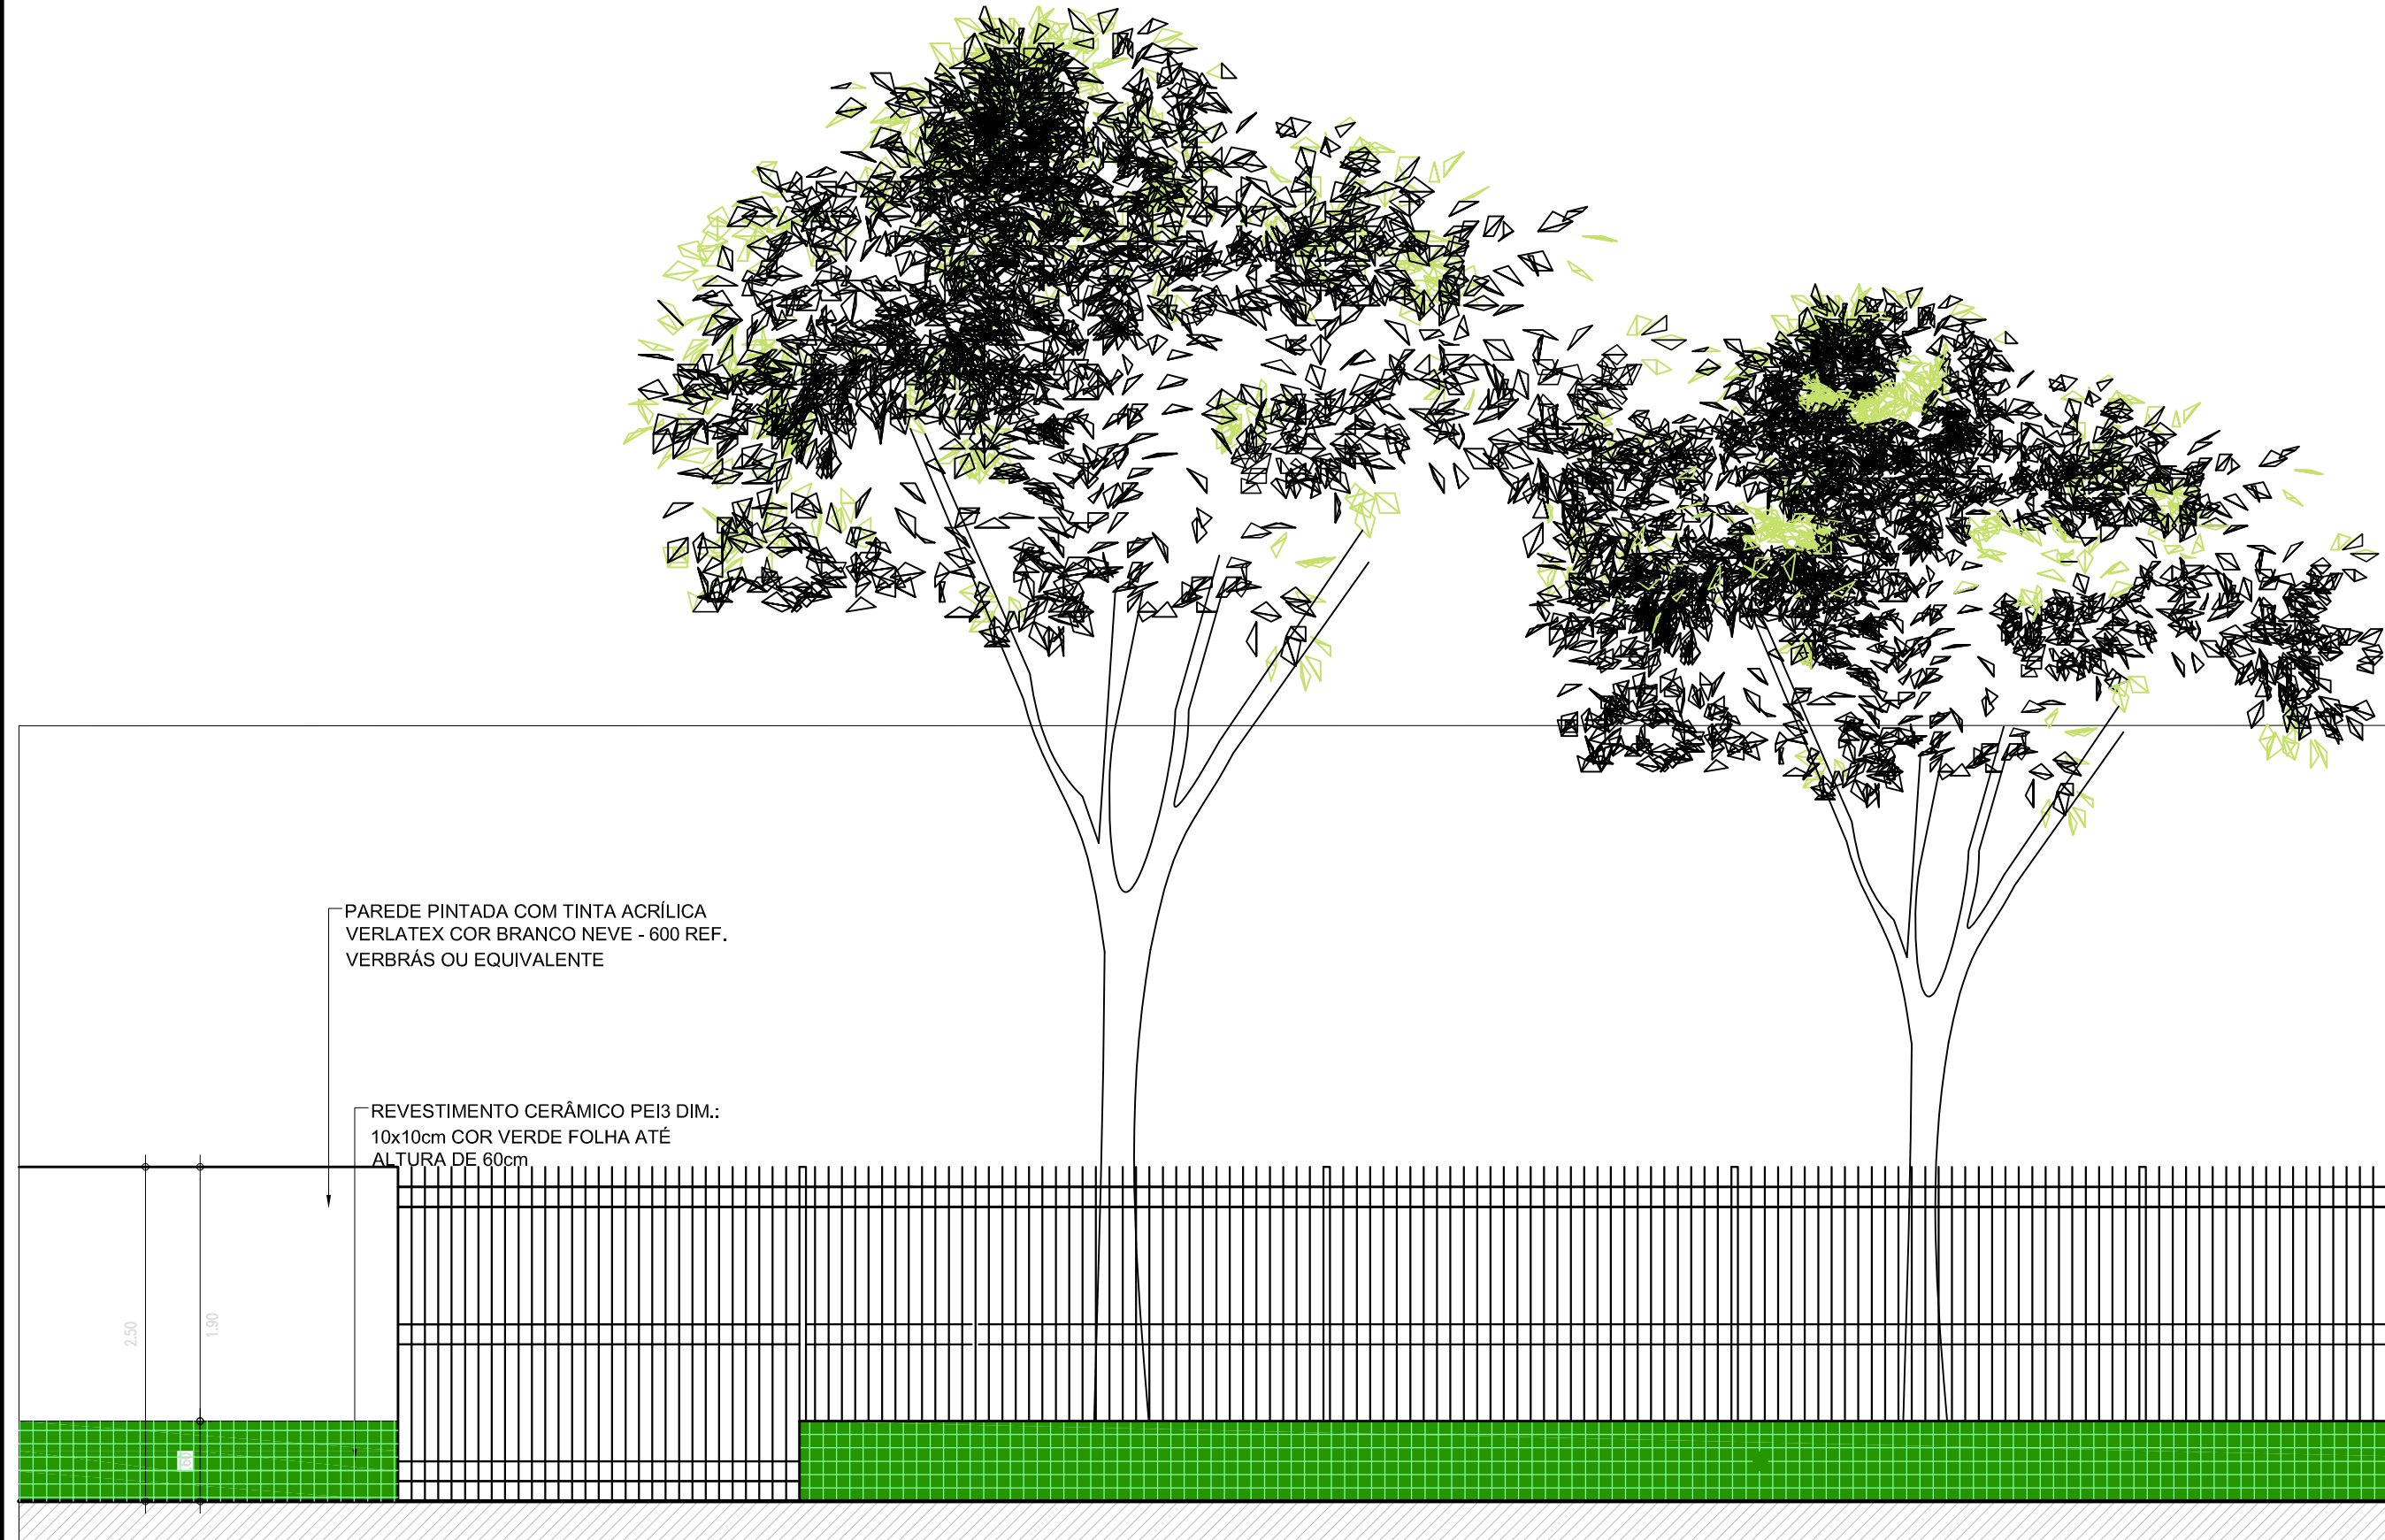 PAREDE PINTADA COM TINTA ACRÍLICA
VERLATEX COR BRANCO NEVE - 600 REF.
VERBRÁS OU EQUIVALENTE
REVESTIMENTO CERÂMICO PEI3 DIM.:
10x10cm COR VERDE FOLHA ATÉ
ALTURA DE 60cm
2.50
1.90
.60